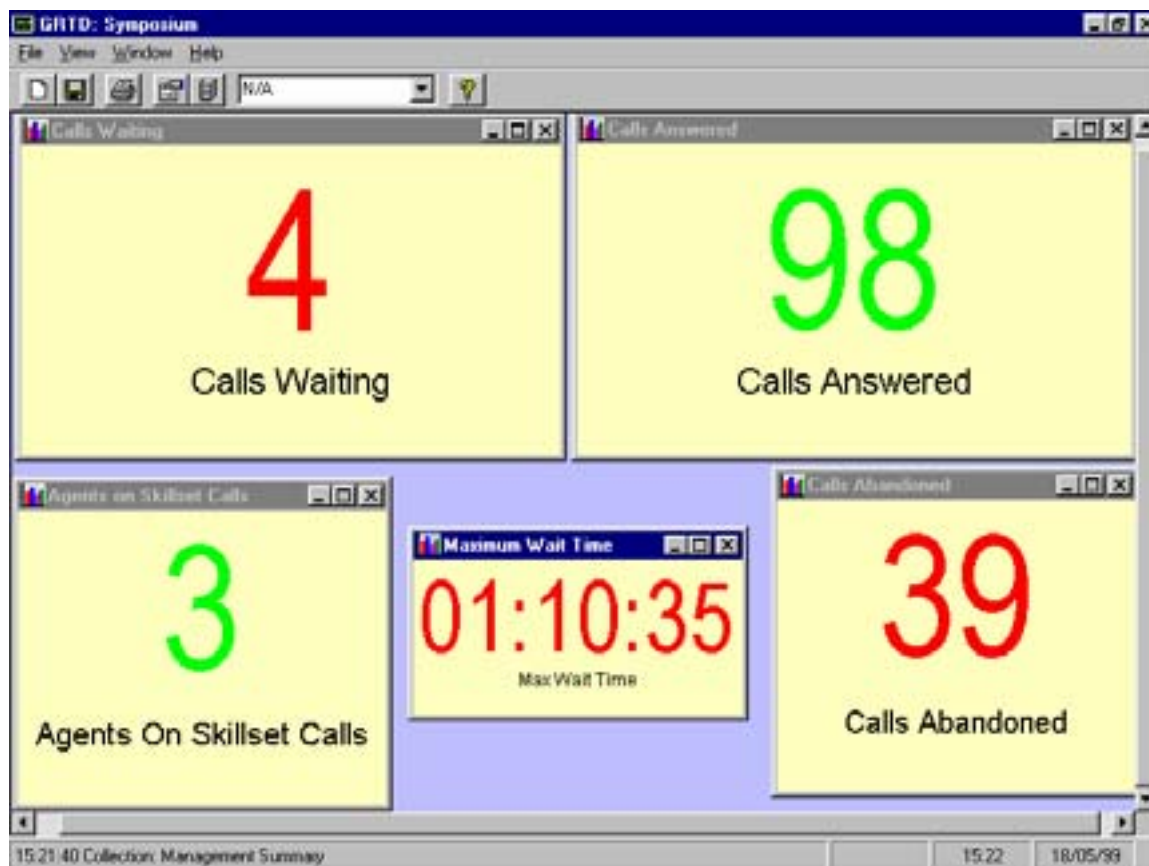 GRTD: Symposium
File View Window Help
N/A
Calls Waiting
4
Calls Waiting
Calls Answered
98
Calls Answered
Agents on Skillset Calls
3
Agents On Skillset Calls
Maximum Wait Time
01:10:35
Max Wait Time
Calls Abandoned
39
Calls Abandoned
15:21:40 Collection: Management Summary 15:22 18/05/99